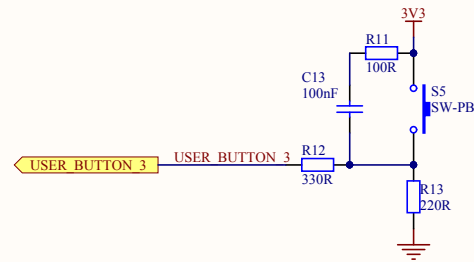 3V3
R11
100R
C13
100nF
S5
SW-PB
USER_BUTTON_3
USER_BUTTON_3
R12
330R
R13
220R